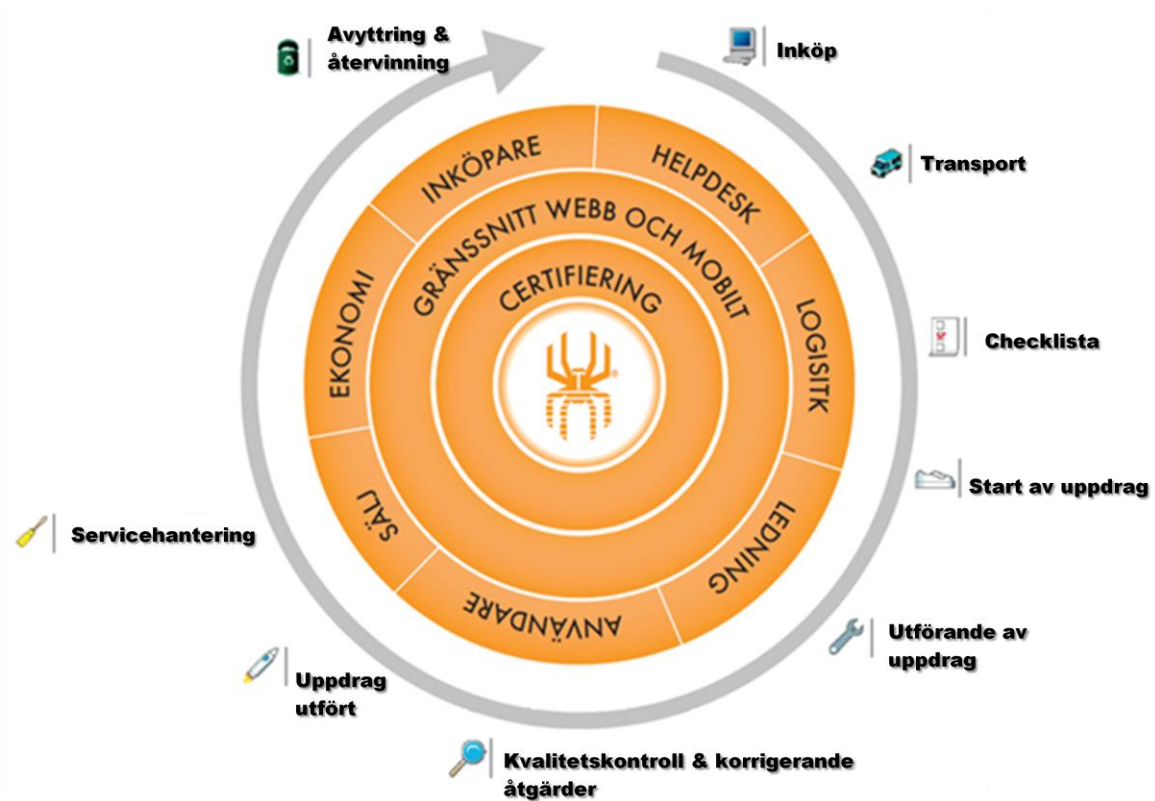 Avyttring &
återvinning
Inköp
Transport
Checklista
Start av uppdrag
Utförande av
uppdrag
Kvalitetskontroll & korrigerande
åtgärder
Uppdrag
utfört
Servicehantering
INKÖPARE
HELPDESK
LOGISITK
LEDNING
ANVÄNDARE
SÄLJ
EKONOMI
GRÄNSSNITT WEBB OCH MOBILT
CERTIFIERING
®